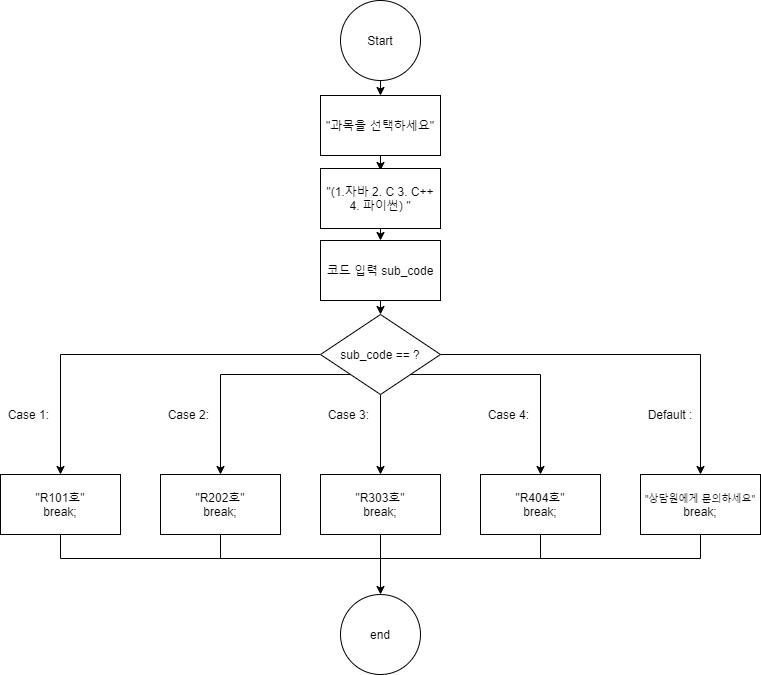 Start
"과목을 선택하세요"
"(1.자바 2. C 3. C++
4. 파이썬) "
코드 입력 sub_code
sub_code == ?
Case 1:
Case 2:
Case 3:
Case 4:
Default :
"R101호"
break;
"R202호"
break;
"R303호"
break;
"R404호"
break;
"상담원에게 문의하세요"
break;
end